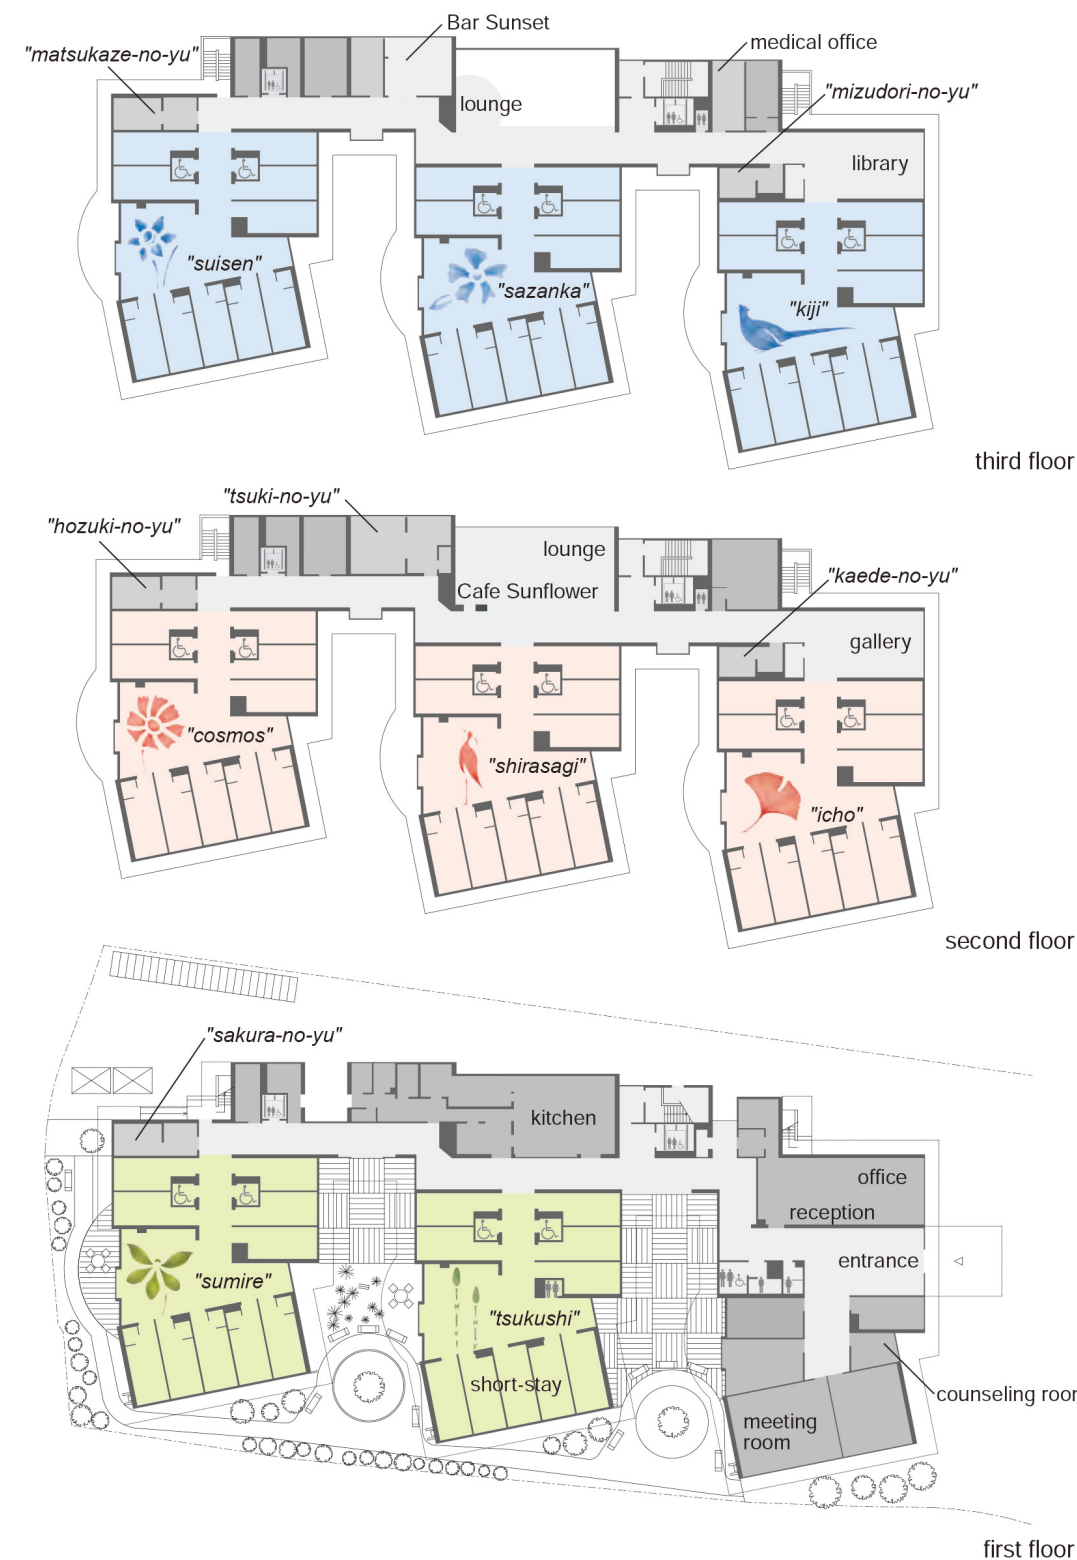 Bar Sunset
"matsukaze-no-yu"
medical office
"mizudori-no-yu"
lounge
library
"suisen"
"sazanka"
"kiji"
third floor
"tsuki-no-yu"
"hozuki-no-yu"
lounge
Cafe Sunflower
"kaede-no-yu"
gallery
"cosmos"
"shirasagi"
"icho"
second floor
"sakura-no-yu"
kitchen
office
reception
entrance
"sumire"
"tsukushi"
short-stay
counseling roor
meeting
room
first floor